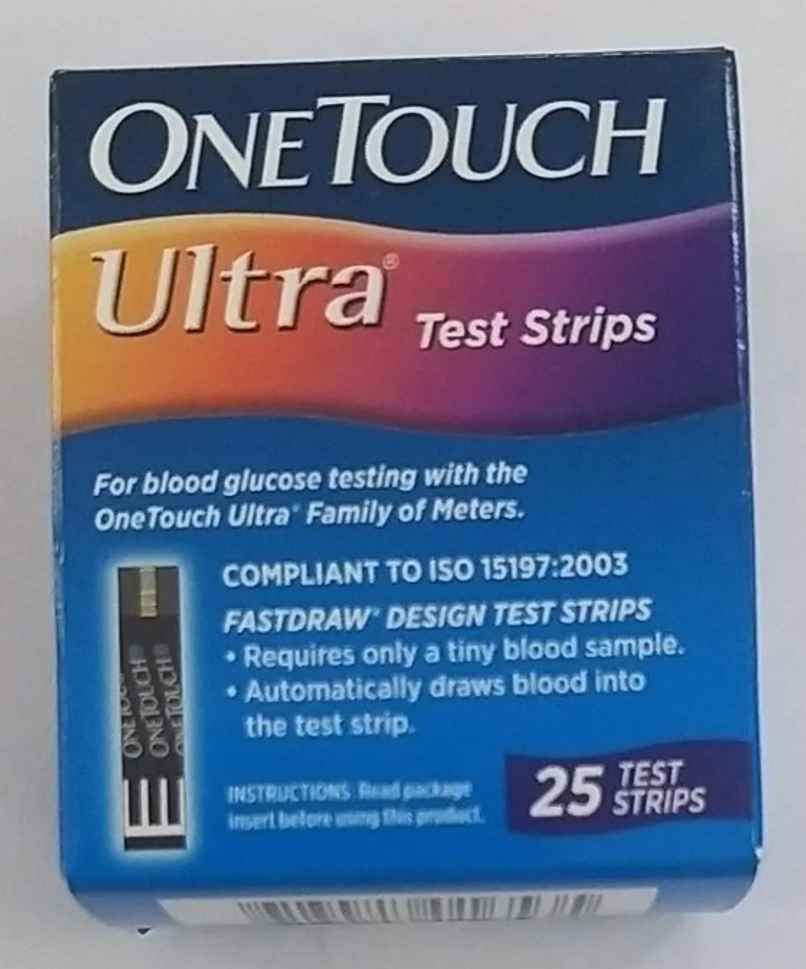 ONETOUCH
Ultra®
Test Strips
For blood glucose testing with the
OneTouch Ultra® Family of Meters.
COMPLIANT TO ISO 15197:2003
FASTDRAW® DESIGN TEST STRIPS
• Requires only a tiny blood sample.
• Automatically draws blood into
the test strip.
ONETOUCH®
ONETOUCH®
INSTRUCTIONS: Read package
insert before using this product.
25 TEST
STRIPS